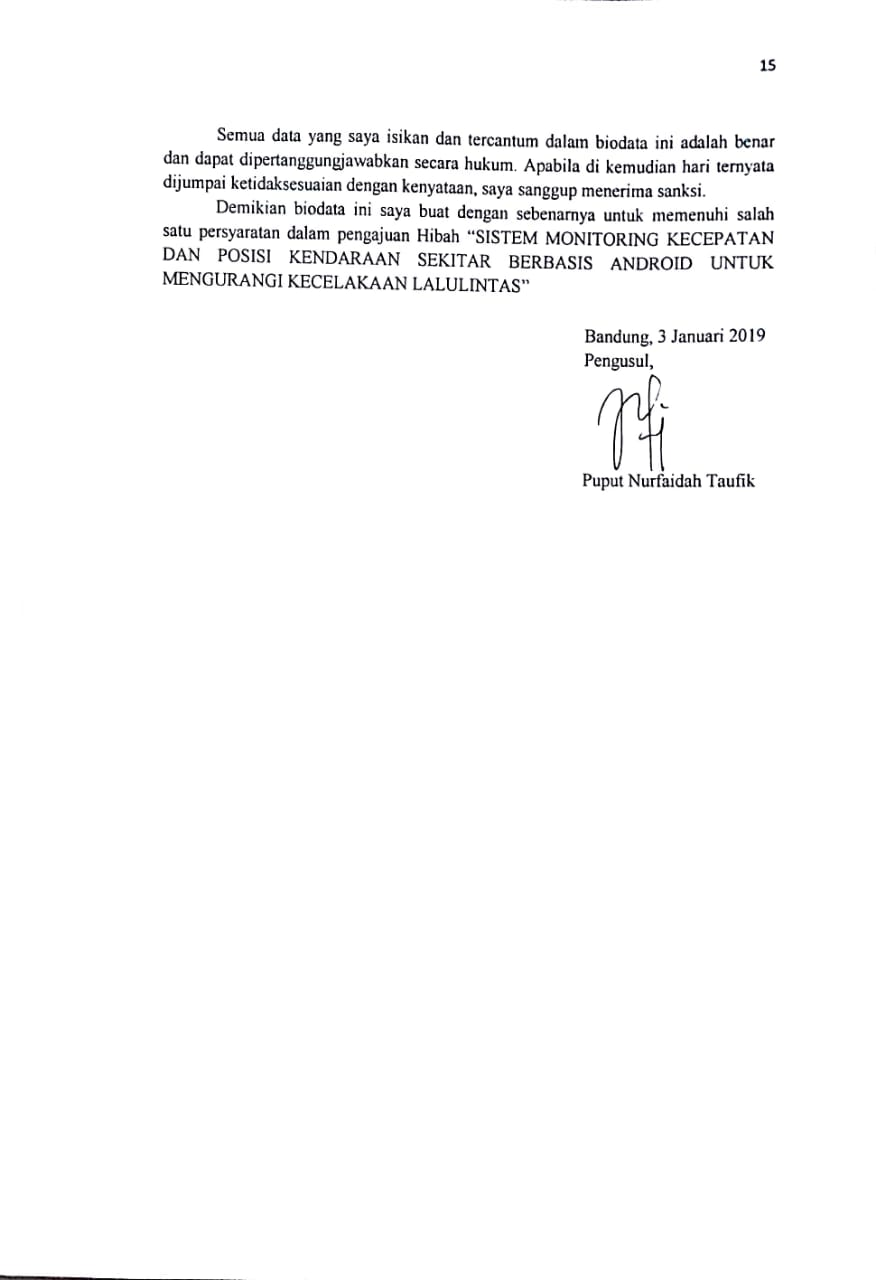 15
Semua data yang saya isikan dan tercantum dalam biodata ini adalah benar
dan dapat dipertanggungjawabkan secara hukum. Apabila di kemudian hari ternyata
dijumpai ketidaksesuaian dengan kenyataan, saya sanggup menerima sanksi.
Demikian biodata ini saya buat dengan sebenarnya untuk memenuhi salah
satu persyaratan dalam pengajuan Hibah “SISTEM MONITORING KECEPATAN
DAN POSISI KENDARAAN SEKITAR BERBASIS ANDROID UNTUK
MENGURANGI KECELAKAAN LALULINTAS”
Bandung, 3 Januari 2019
Pengusul,
Puput Nurfaidah Taufik